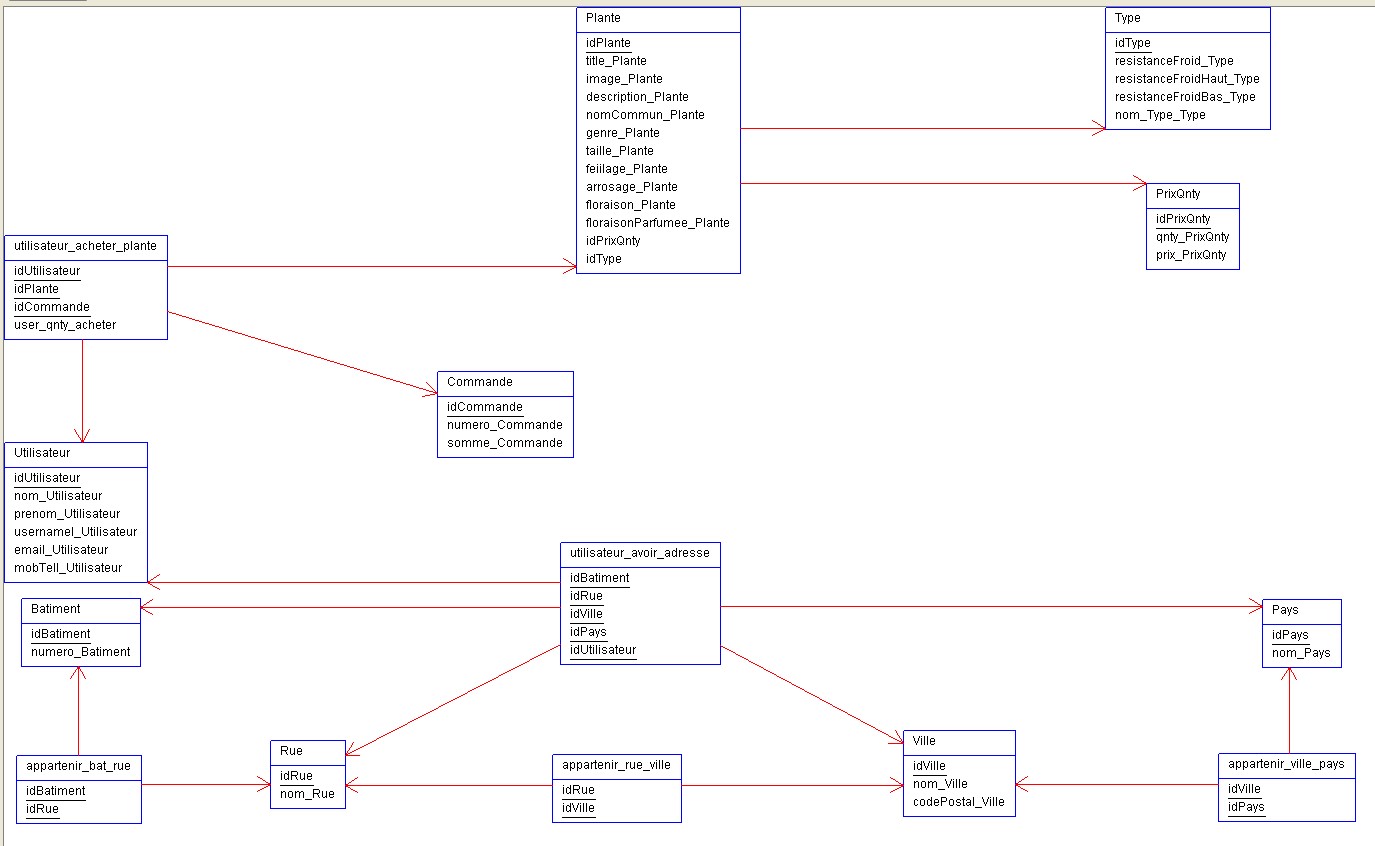 Plante
idPlante
title_Plante
image_Plante
description_Plante
nomCommun_Plante
genre_Plante
taille_Plante
feiilage_Plante
arrosage_Plante
floraison_Plante
floraisonParfumee_Plante
idPrixQnty
idType
Type
idType
resistanceFroid_Type
resistanceFroidHaut_Type
resistanceFroidBas_Type
nom_Type_Type
PrixQnty
idPrixQnty
qnty_PrixQnty
prix_PrixQnty
utilisateur_acheter_plante
idUtilisateur
idPlante
idCommande
user_qnty_acheter
Commande
idCommande
numero_Commande
somme_Commande
Utilisateur
idUtilisateur
nom_Utilisateur
prenom_Utilisateur
usernamel_Utilisateur
email_Utilisateur
mobTell_Utilisateur
utilisateur_avoir_adresse
idBatiment
idRue
idVille
idPays
idUtilisateur
Batiment
idBatiment
numero_Batiment
Pays
idPays
nom_Pays
appartenir_bat_rue
idBatiment
idRue
Rue
idRue
nom_Rue
appartenir_rue_ville
idRue
idVille
Ville
idVille
nom_Ville
codePostal_Ville
appartenir_ville_pays
idVille
idPays